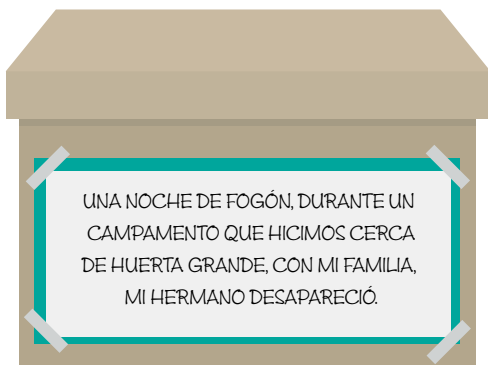 UNA NOCHE DE FOGÓN, DURANTE UN
CAMPAMENTO QUE HICIMOS CERCA
DE HUERTA GRANDE, CON MI FAMILIA,
MI HERMANO DESAPARECIÓ.